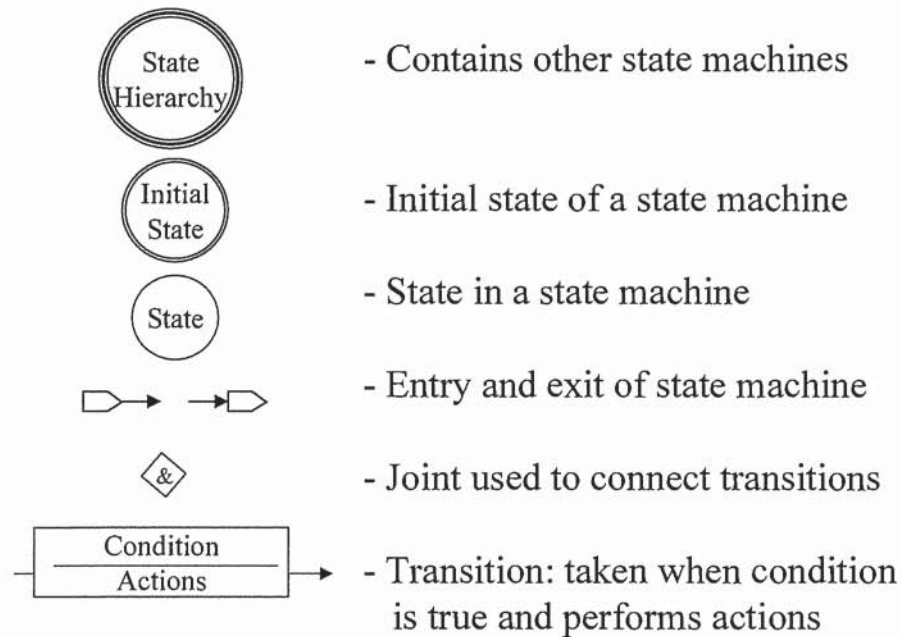 State
Hierarchy
- Contains other state machines
Initial
State
- Initial state of a state machine
State
- State in a state machine
- Entry and exit of state machine
&
- Joint used to connect transitions
Condition
Actions
- Transition: taken when condition
is true and performs actions